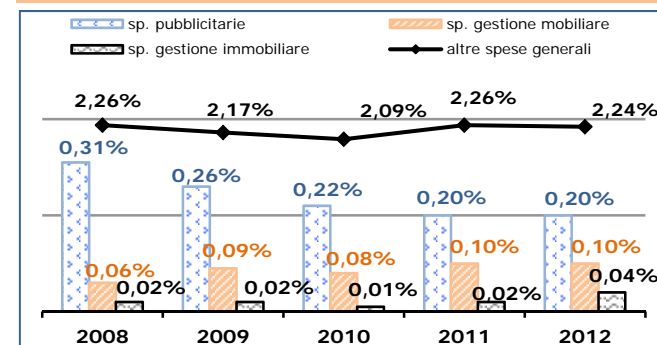 sp. pubblicitarie sp. gestione mobiliare
sp. gestione immobiliare altre spese generali
2,26% 2,17% 2,09% 2,26% 2,24%
0,31% 0,26% 0,22% 0,20% 0,20%
0,06% 0,09% 0,08% 0,10% 0,10%
0,02% 0,02% 0,01% 0,02% 0,04%
2008 2009 2010 2011 2012